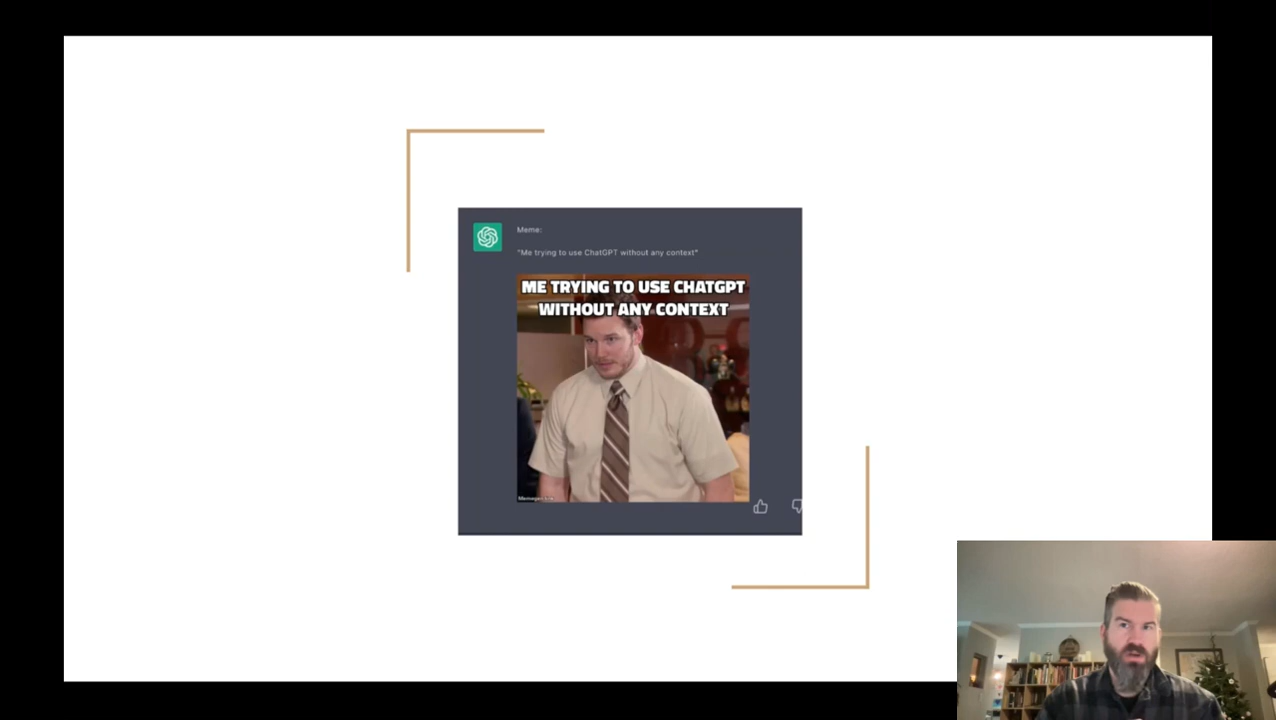 Meme:
"Me trying to use ChatGPT without any context"
ME TRYING TO USE CHATGPT
WITHOUT ANY CONTEXT